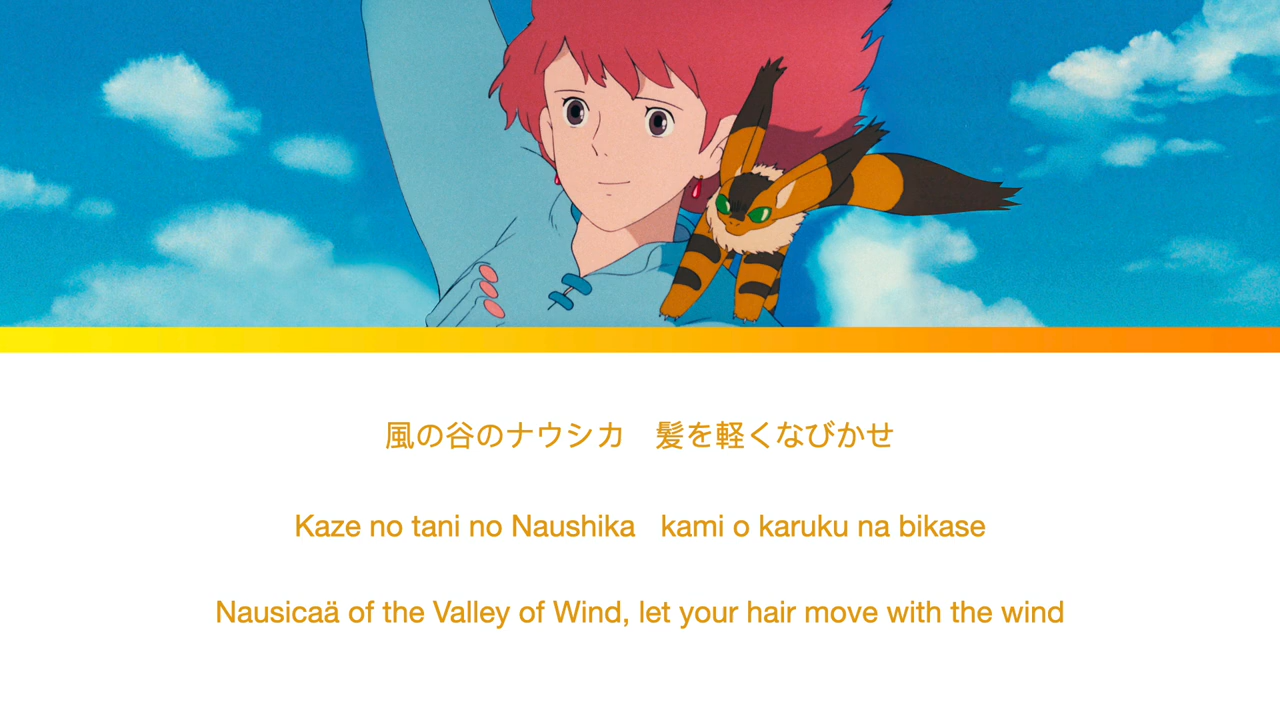 風の谷のナウシカ　髪を軽くなびかせ
Kaze no tani no Naushika   kami o karuku na bikase
Nausicaä of the Valley of Wind, let your hair move with the wind